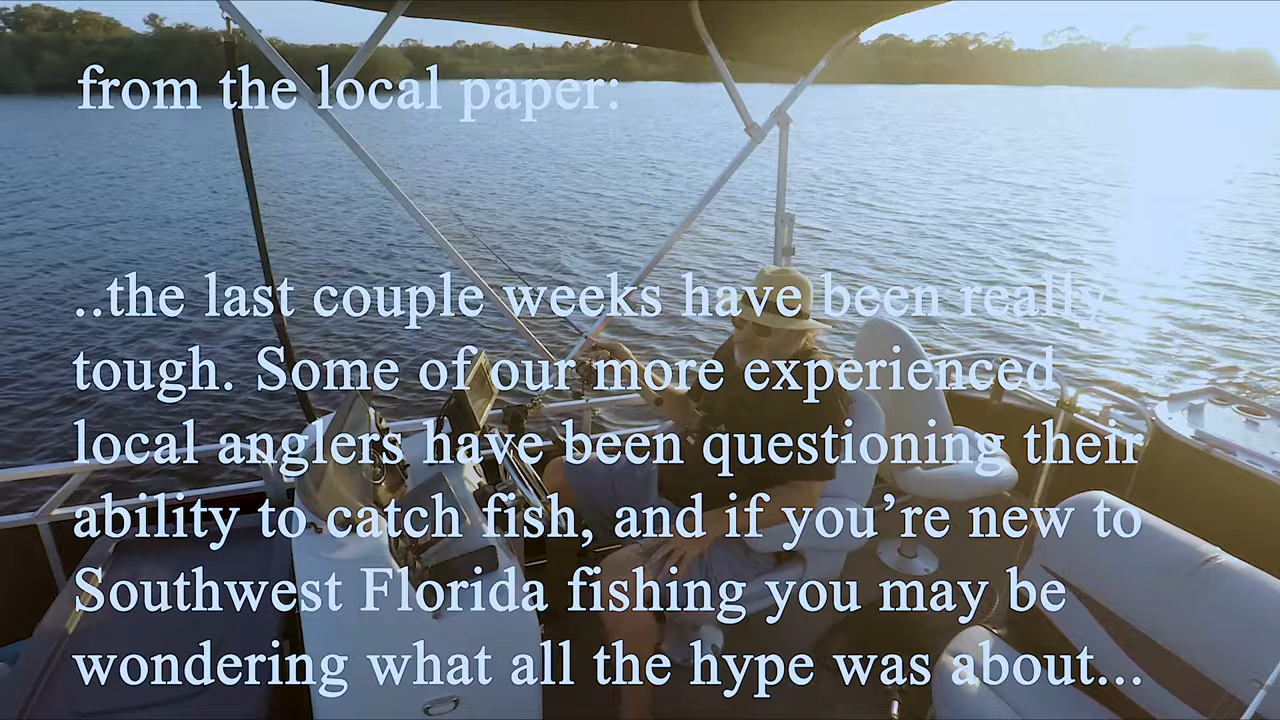 from the local paper:
..the last couple weeks have been really
tough. Some of our more experienced
local anglers have been questioning their
ability to catch fish, and if you’re new to
Southwest Florida fishing you may be
wondering what all the hype was about...